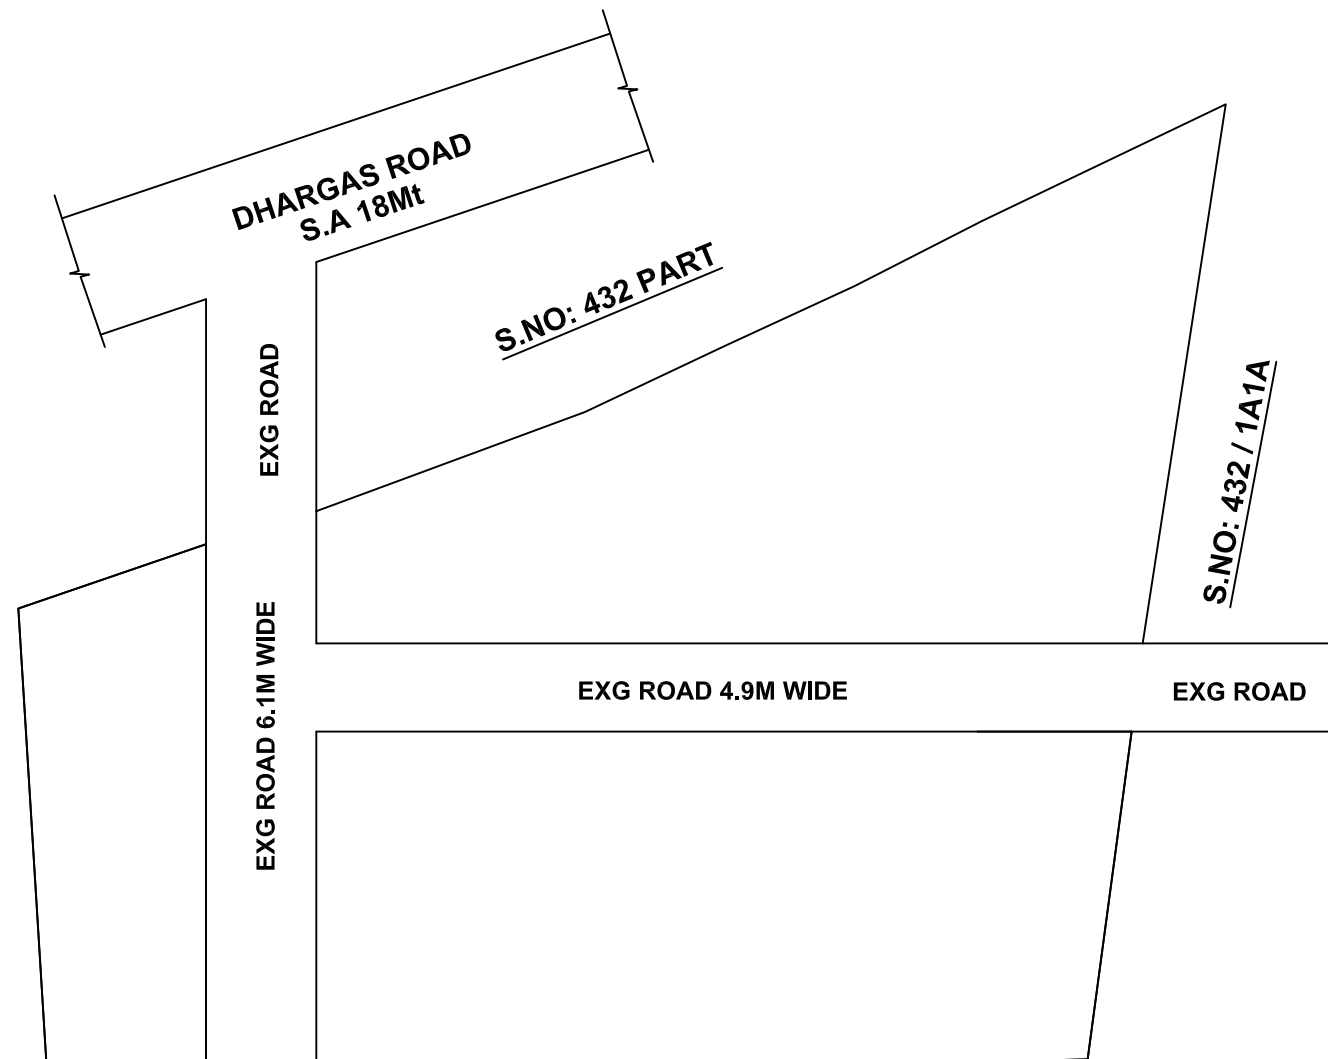 DHARGAS ROAD
S.A 18Mt
S.NO: 432 PART
EXG ROAD
S.NO: 432 / 1A1A
EXG ROAD 6.1M WIDE
EXG ROAD 4.9M WIDE
EXG ROAD